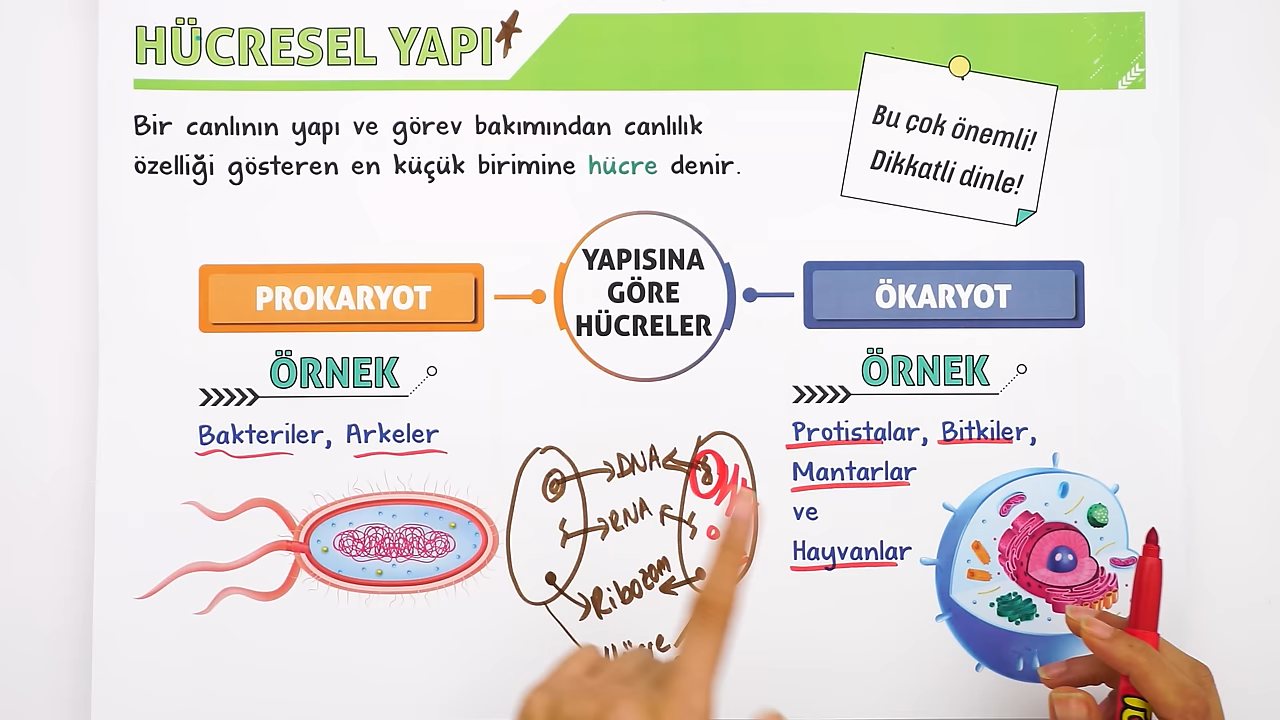 HÜCRESEL YAPI
Bir canlının yapı ve görev bakımından canlılık
özelliği gösteren en küçük birimine hücre denir.
Bu çok önemli!
Dikkatli dinle!
PROKARYOT
YAPISINA
GÖRE
HÜCRELER
ÖKARYOT
ÖRNEK
Bakteriler, Arkeler
ÖRNEK
Protistalar, Bitkiler,
Mantarlar
ve
Hayvanlar
DNA
RNA
Ribozom